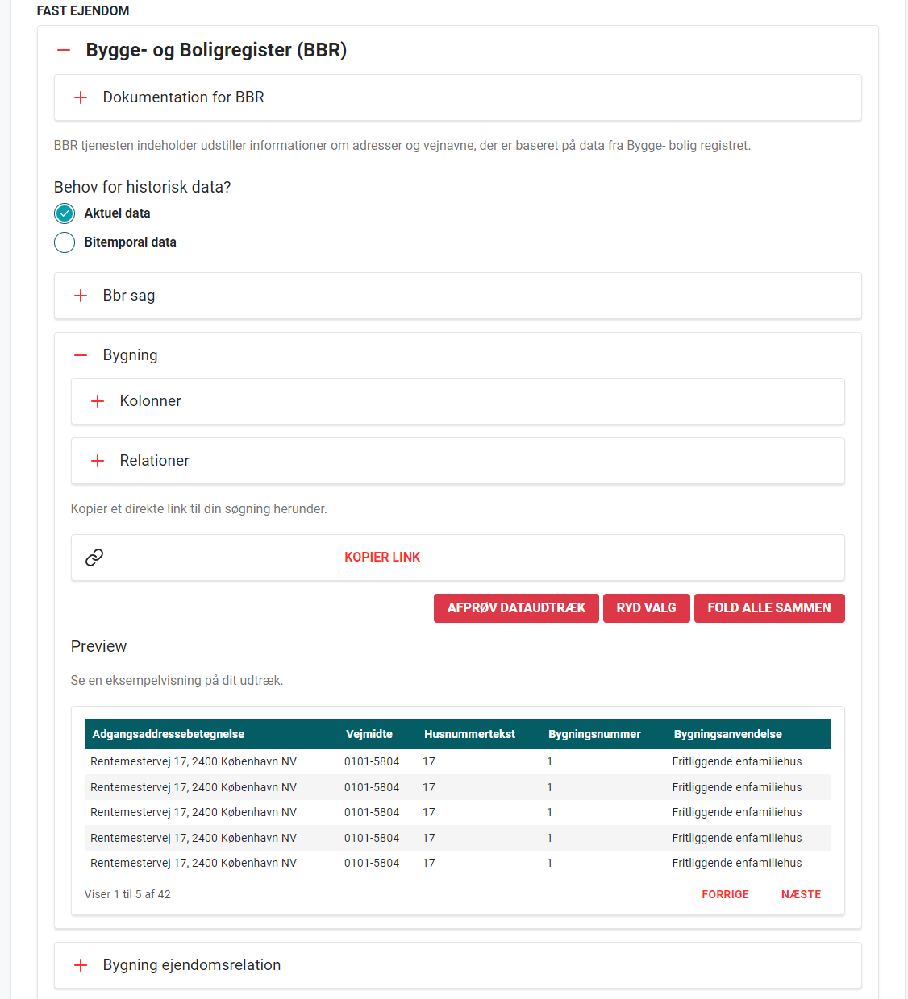 FAST EJENDOM
Bygge- og Boligregister (BBR)
Dokumentation for BBR
BBR tjenesten indeholder udstiller informationer om adresser og vejnavne, der er baseret på data fra Bygge- bolig registret.
Behov for historisk data?
Aktuel data
Bitemporal data
Bbr sag
Bygning
Kolonner
Relationer
Kopier et direkte link til din søgning herunder.
KOPIER LINK
AFPRØV DATAUDTRÆK RYD VALG FOLD ALLE SAMMEN
Preview
Se en eksempelvisning på dit udtræk.
Adgangsaddressebetegnelse Vejmidte Husnummertekst Bygningsnummer Bygningsanvendelse
Rentemestervej 17, 2400 København NV 0101-5804 17 1 Fritliggende enfamiliehus
Rentemestervej 17, 2400 København NV 0101-5804 17 1 Fritliggende enfamiliehus
Rentemestervej 17, 2400 København NV 0101-5804 17 1 Fritliggende enfamiliehus
Rentemestervej 17, 2400 København NV 0101-5804 17 1 Fritliggende enfamiliehus
Rentemestervej 17, 2400 København NV 0101-5804 17 1 Fritliggende enfamiliehus
Viser 1 til 5 af 42 FORRIGE NÆSTE
Bygning ejendomsrelation